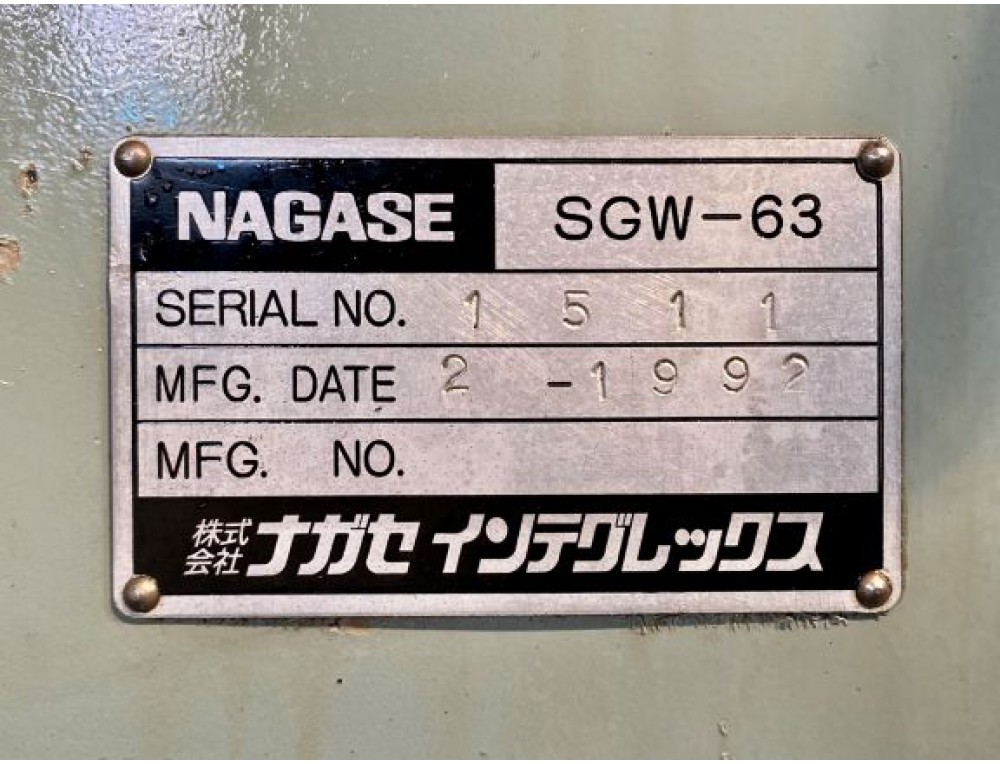 NAGASE SGW-63
SERIAL NO. 1511
MFG. DATE 2-1992
MFG. NO.
株式会社 ナガセ インテグレックス